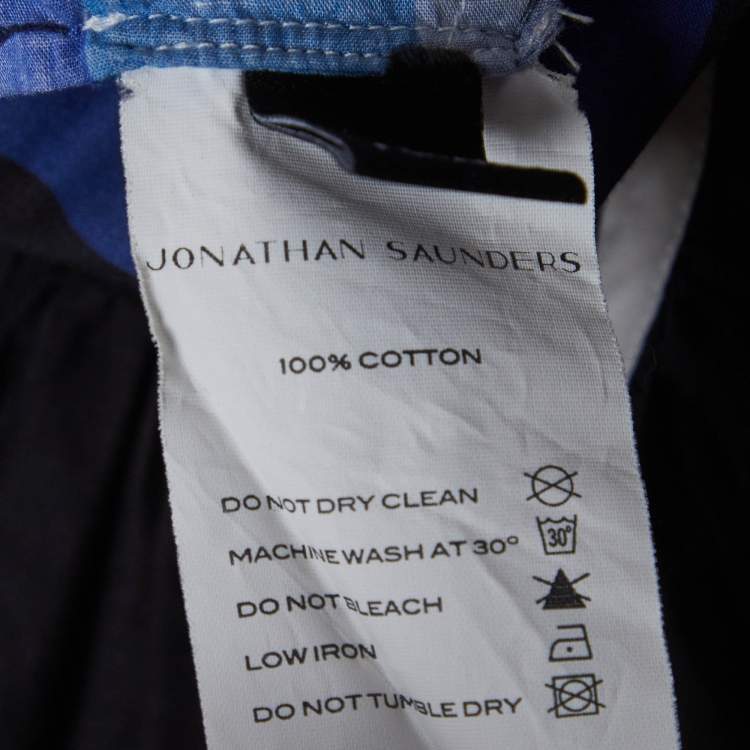 JONATHAN SAUNDERS
100% COTTON
DO NOT DRY CLEAN
MACHINE WASH AT 30°
30°
DO NOT BLEACH
LOW IRON
DO NOT TUMBLE DRY